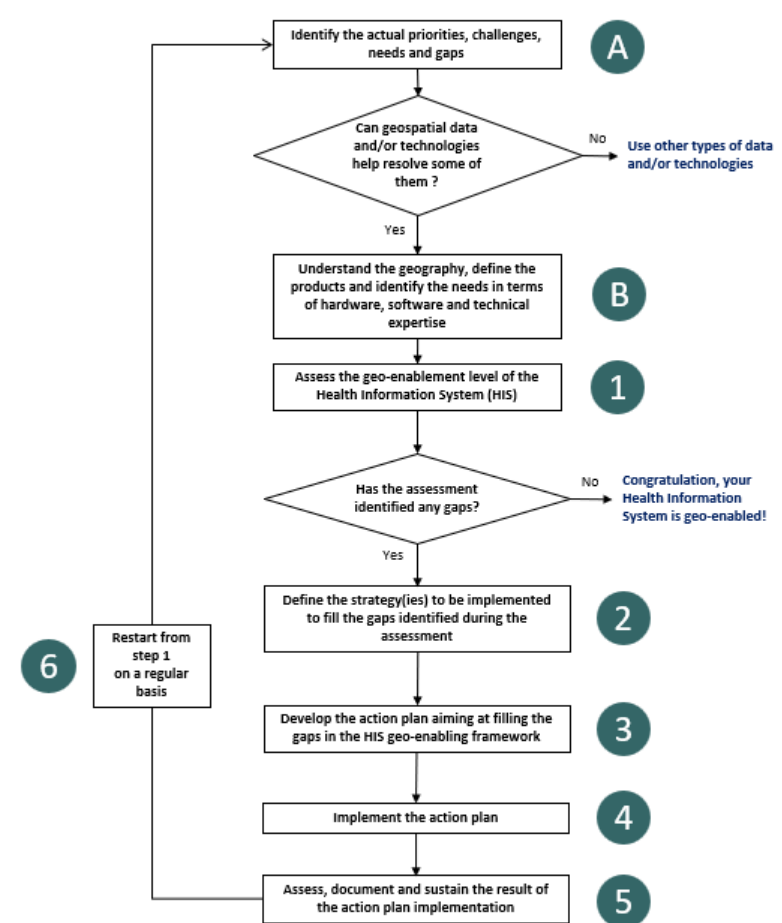 Identify the actual priorities, challenges,
needs and gaps
A
Can geospatial data
and/or technologies
help resolve some of
them ?
No
Use other types of data
and/or technologies
Yes
Understand the geography, define the
products and identify the needs in terms
of hardware, software and technical
expertise
B
Assess the geo-enablement level of the
Health Information System (HIS)
1
Has the assessment
identified any gaps?
No
Congratulation, your
Health Information
System is geo-enabled!
Yes
Define the strategy(ies) to be implemented
to fill the gaps identified during the
assessment
2
6
Restart from
step 1
on a regular
basis
Develop the action plan aiming at filling the
gaps in the HIS geo-enabling framework
3
Implement the action plan
4
Assess, document and sustain the result of
the action plan implementation
5